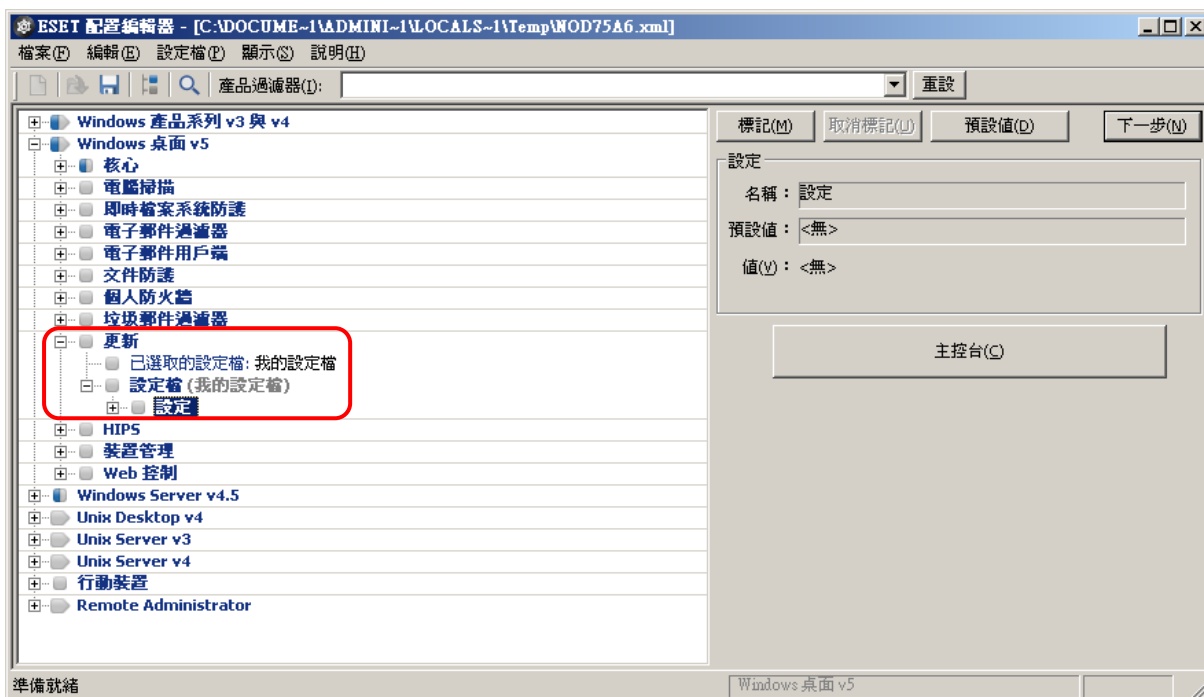 ESET 配置編輯器 - [C:\DOCUME~1\ADMINI~1\LOCALS~1\Temp\NOD75A6.xml]
檔案(F) 編輯(E) 設定檔(P) 顯示(S) 說明(H)
產品過濾器(I): 重設
Windows 產品系列 v3 與 v4
Windows 桌面 v5
核心
電腦掃描
即時檔案系統防護
電子郵件過濾器
電子郵件用戶端
文件防護
個人防火牆
垃圾郵件過濾器
更新
已選取的設定檔: 我的設定檔
設定檔 (我的設定檔)
設定
HIPS
裝置管理
Web 控制
Windows Server v4.5
Unix Desktop v4
Unix Server v3
Unix Server v4
行動裝置
Remote Administrator
標記(M) 取消標記(U) 預設值(D) 下一步(N)
設定
名稱： 設定
預設值： <無>
值(V)： <無>
主控台(C)
準備就緒
Windows 桌面 v5